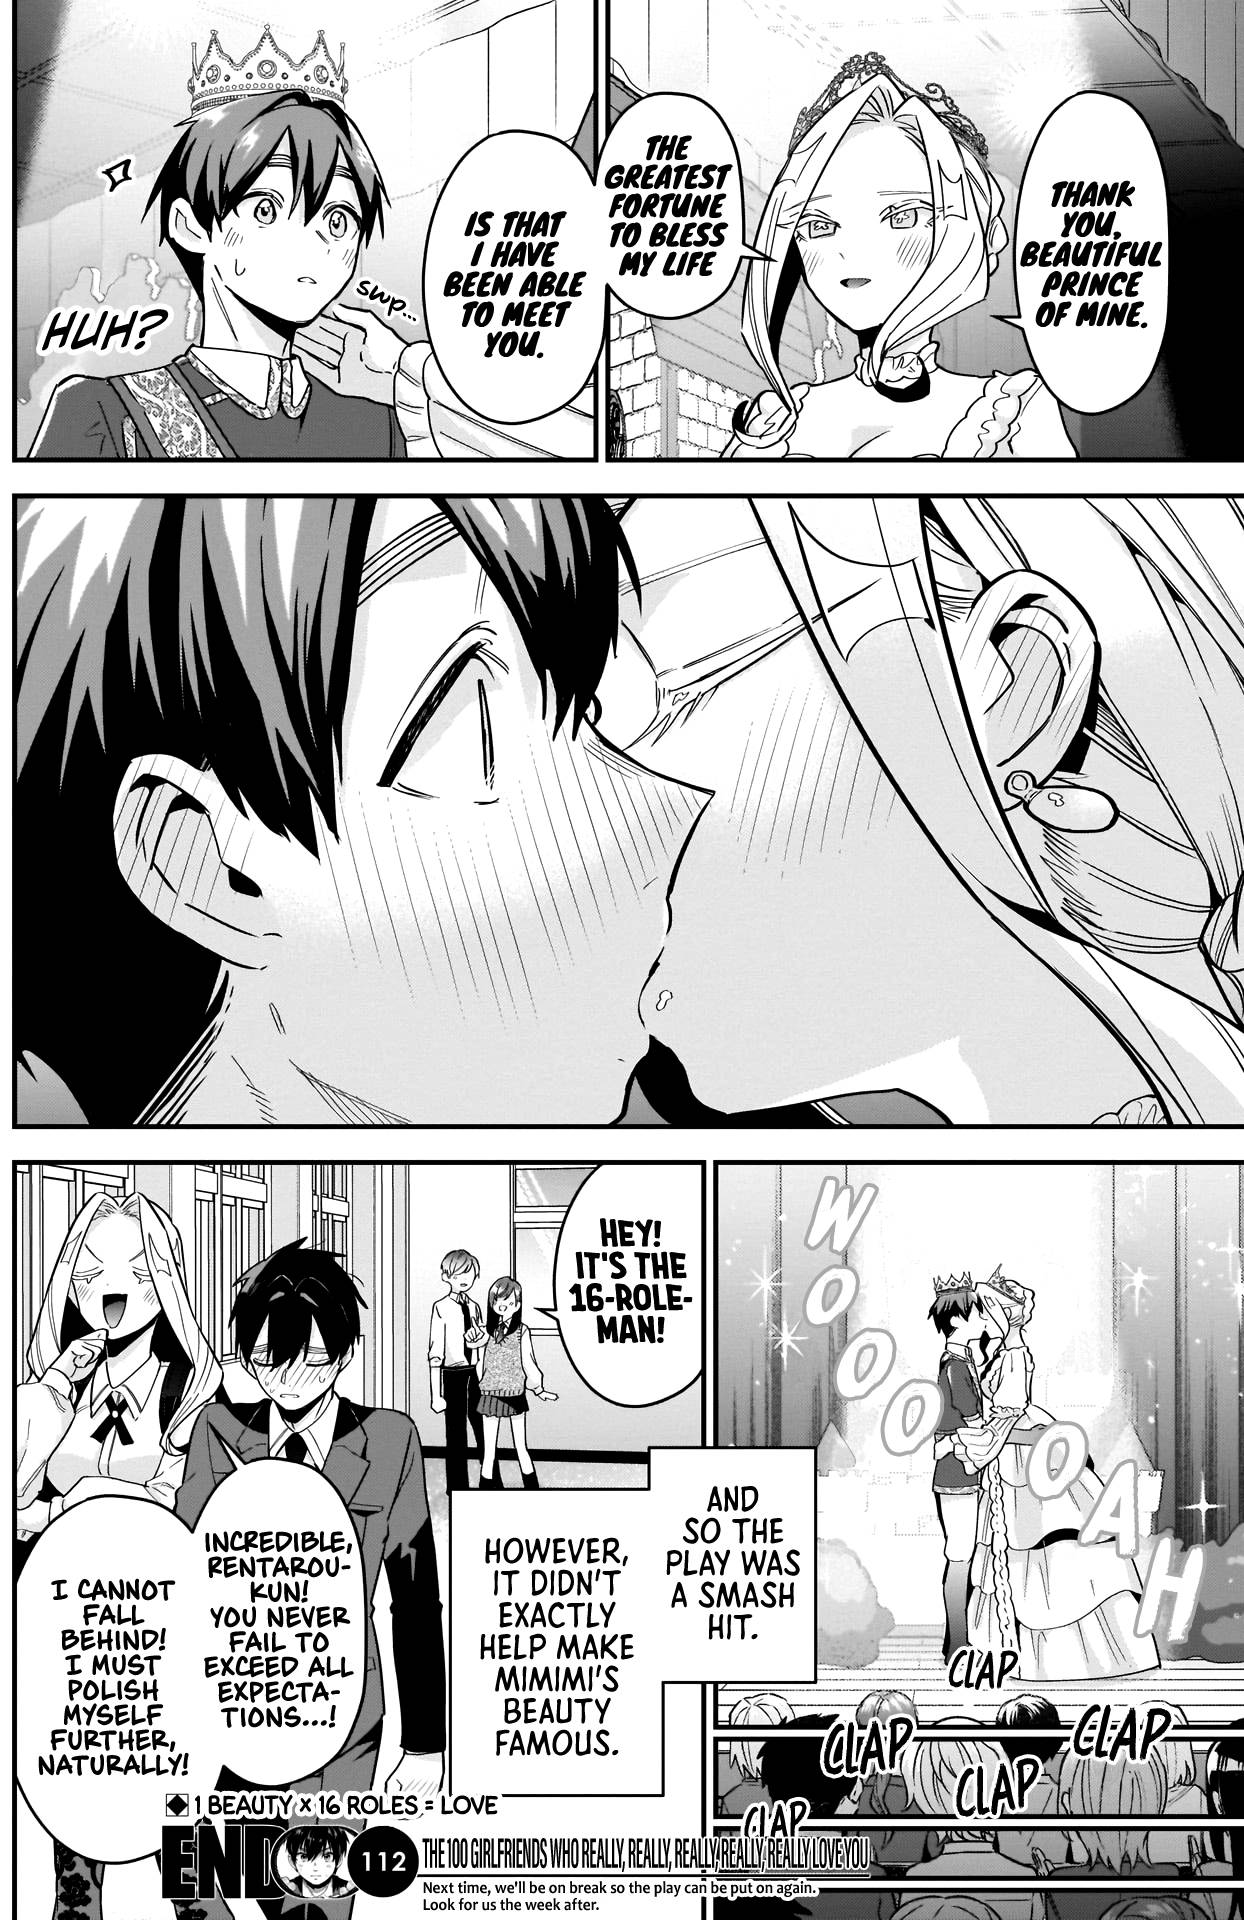 THANK
YOU,
BEAUTIFUL
PRINCE
OF MINE.
THE
GREATEST
FORTUNE
TO BLESS
MY LIFE
IS THAT
I HAVE
BEEN ABLE
TO MEET
YOU.
SWP...
HUH?
WOOOOOOAH
CLAP
CLAP
CLAP
CLAP
CLAP
AND
SO THE
PLAY WAS
A SMASH
HIT.
HOWEVER,
IT DIDN'T
EXACTLY
HELP MAKE
MIMIMI'S
BEAUTY
FAMOUS.
HEY!
IT'S THE
16-ROLE-
MAN!
INCREDIBLE,
RENTAROU-
KUN!
YOU NEVER
FAIL TO
EXCEED ALL
EXPECTA-
TIONS...!
I CANNOT
FALL
BEHIND!
I MUST
POLISH
MYSELF
FURTHER,
NATURALLY!
1 BEAUTY × 16 ROLES = LOVE
END 112 THE 100 GIRLFRIENDS WHO REALLY, REALLY, REALLY, REALLY, REALLY LOVE YOU
Next time, we'll be on break so the play can be put on again.
Look for us the week after.